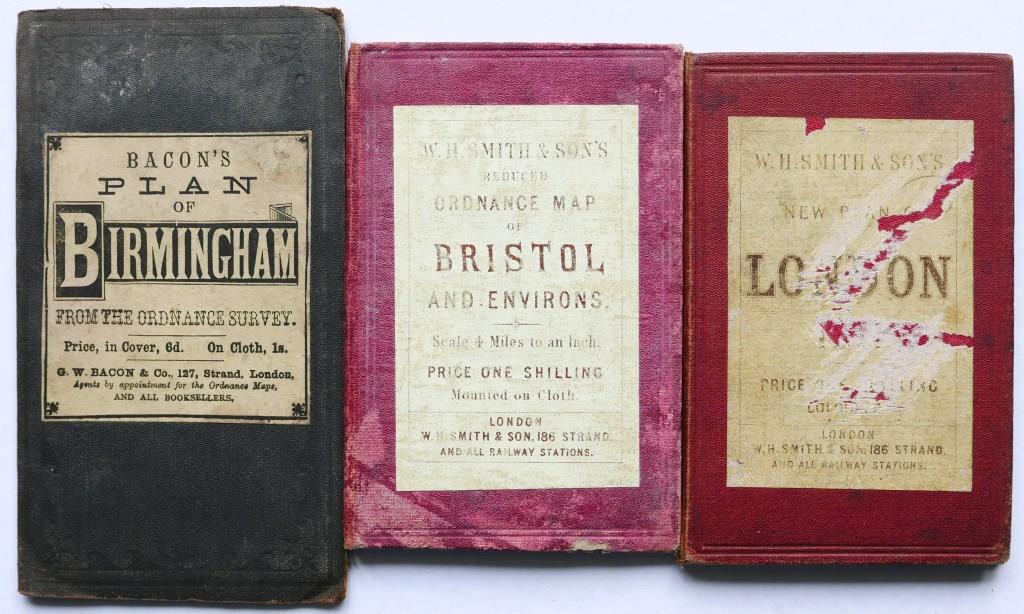 BACON'S
PLAN
OF
BIRMINGHAM
FROM THE ORDNANCE SURVEY.
Price, in Cover, 6d. On Cloth, 1s.
G. W. BACON & Co., 127, Strand, London,
Agents by appointment for the Ordnance Maps,
AND ALL BOOKSELLERS,
W. H. SMITH & SON'S
REDUCED
ORDNANCE MAP
OF
BRISTOL
AND ENVIRONS.
Scale 4 Miles to an Inch.
PRICE ONE SHILLING
Mounted on Cloth.
LONDON
W. H. SMITH & SON, 186 STRAND
AND ALL RAILWAY STATIONS.
W. H. SMITH & SON'S
NEW
LONDON
PRICE
LONDON
W. H. SMITH & SON, 186 STRAND
AND ALL RAILWAY STATIONS.